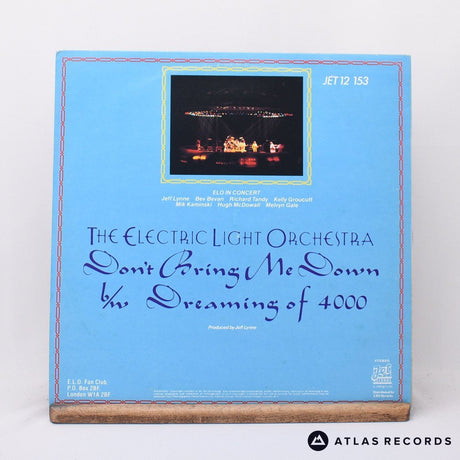 JET 12 153
ELO IN CONCERT
Jeff Lynne Bev Bevan Richard Tandy Kelly Groucutt
Mik Kaminski Hugh McDowall Melvyn Gale
THE ELECTRIC LIGHT ORCHESTRA
Don't Bring Me Down
b/w Dreaming of 4000
Produced by Jeff Lynne
E.L.O. Fan Club,
P.O. Box 2BF,
London W1A 2BF
STEREO
Jet
ATLAS RECORDS